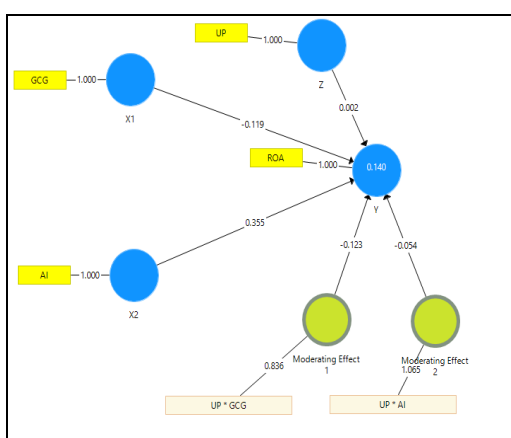 UP
1.000
Z
GCG
1.000
X1
0.002
-0.119
ROA
1.000
0.140
Y
0.355
AI
1.000
X2
-0.123
-0.054
Moderating Effect
1
Moderating Effect
2
0.836
1.065
UP * GCG
UP * AI